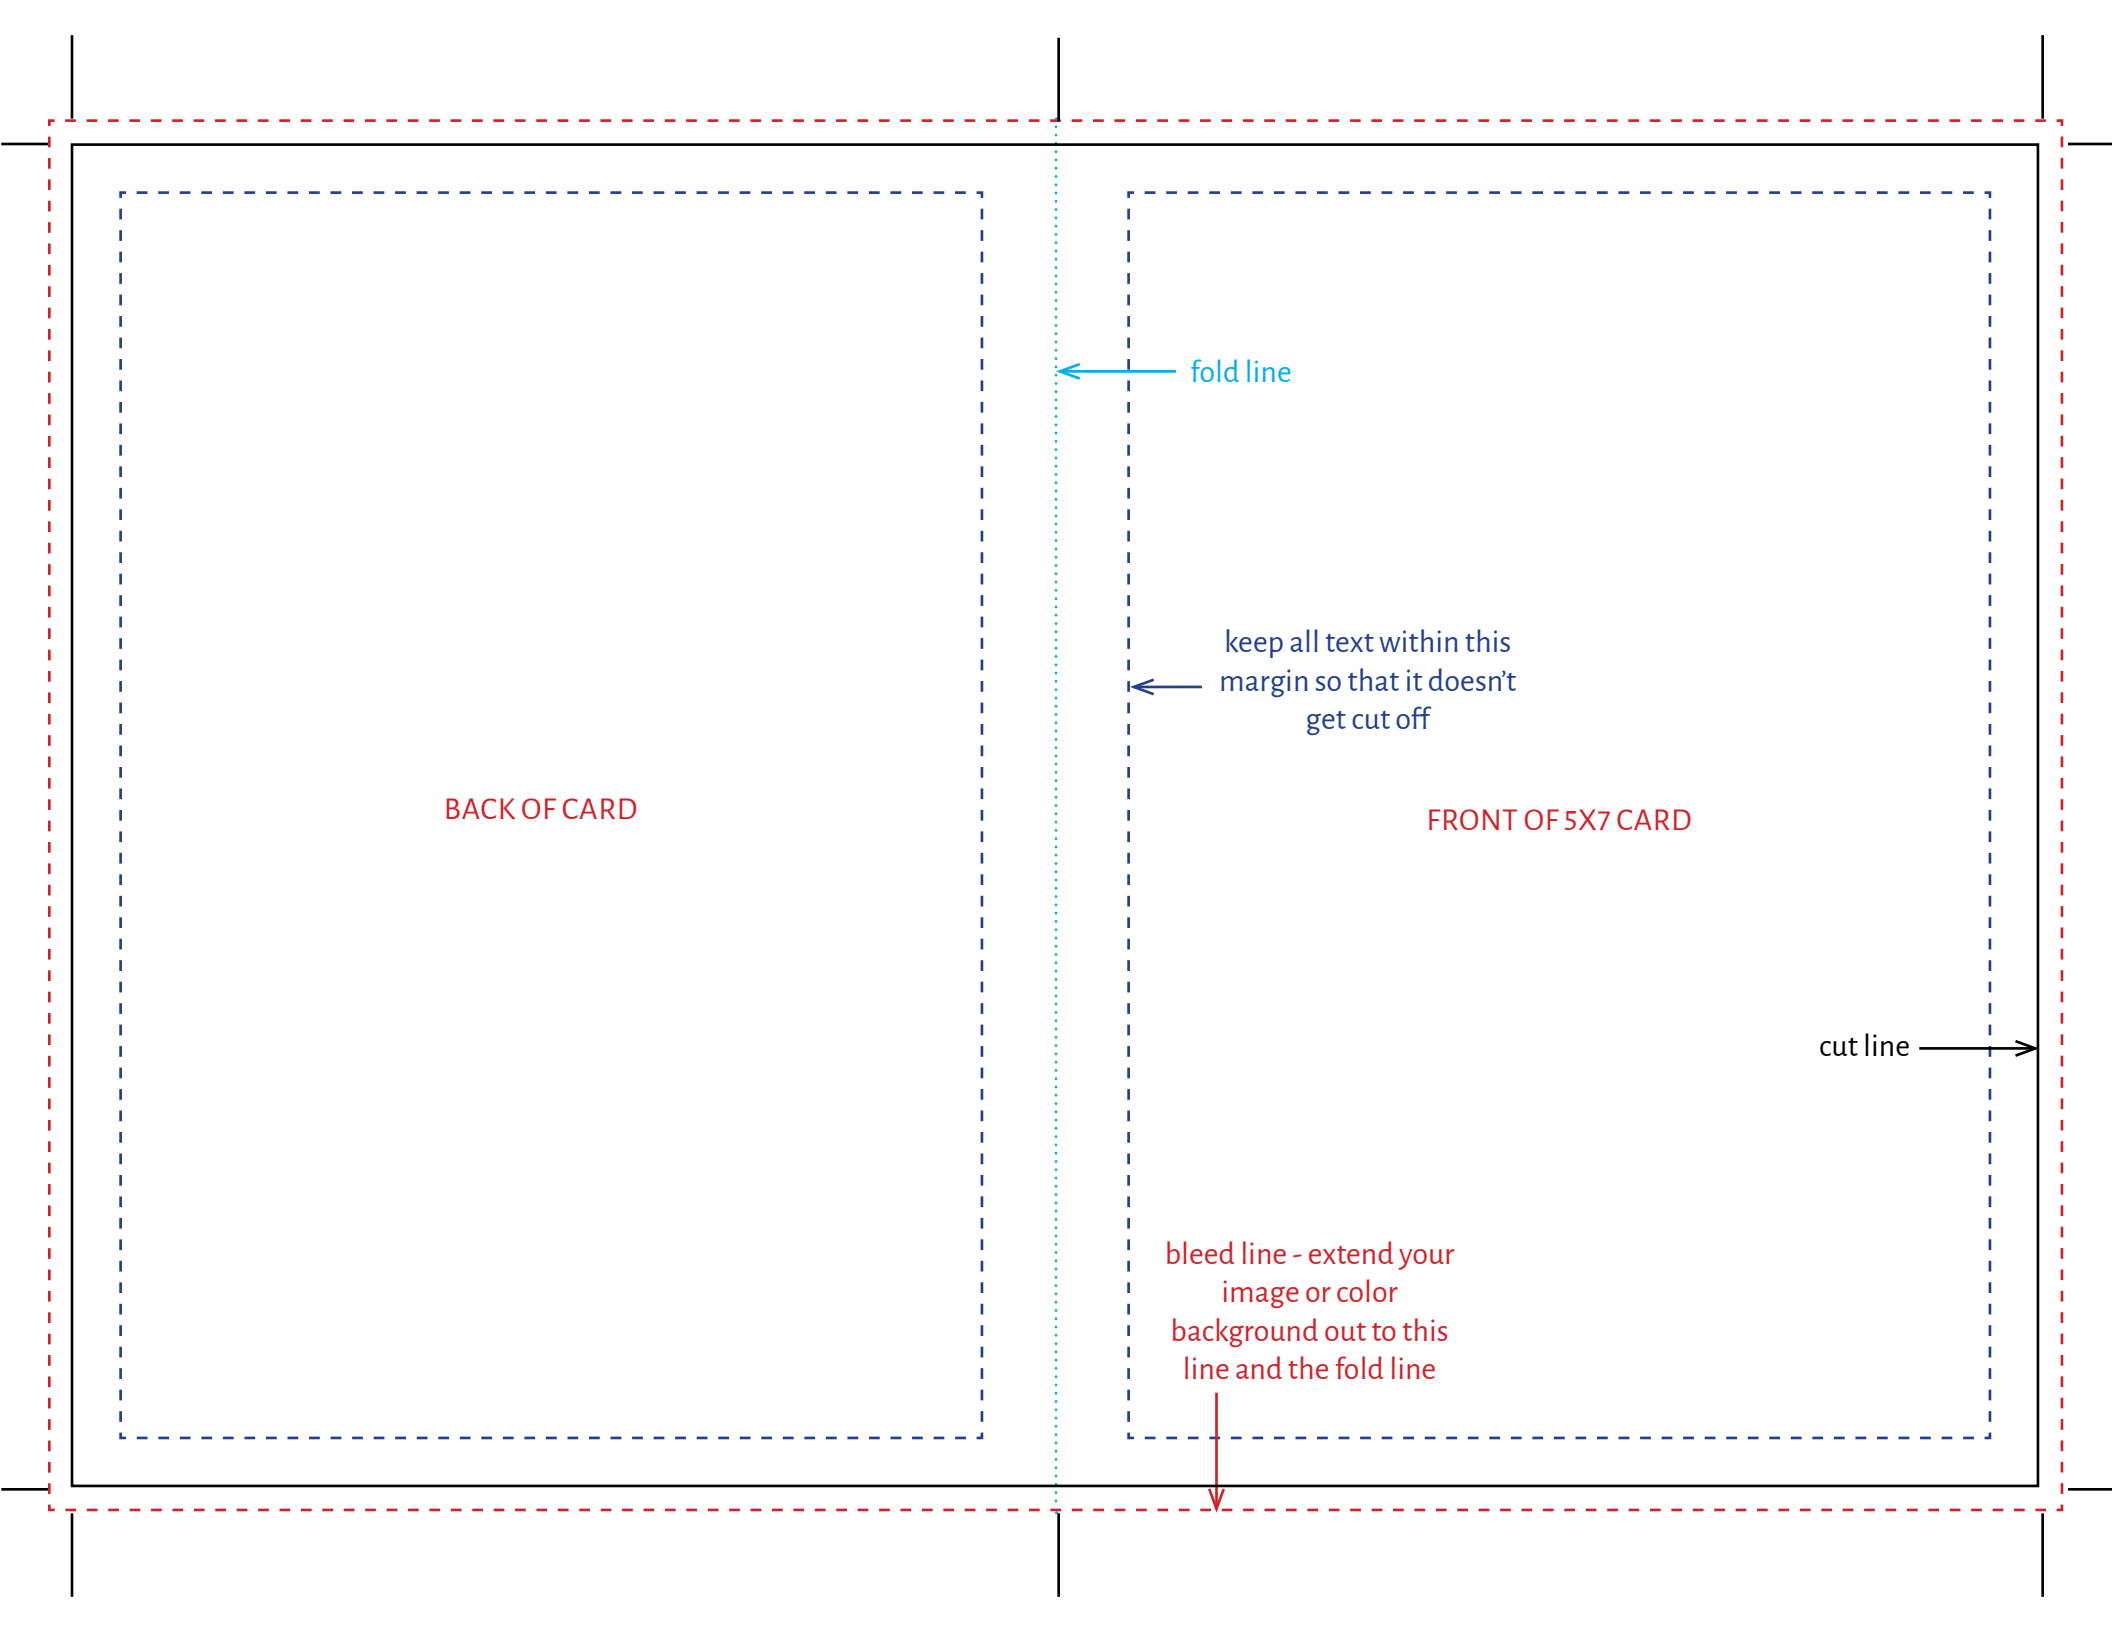 fold line
keep all text within this
margin so that it doesn’t
get cut off
BACK OF CARD
FRONT OF 5X7 CARD
cut line
bleed line - extend your
image or color
background out to this
line and the fold line